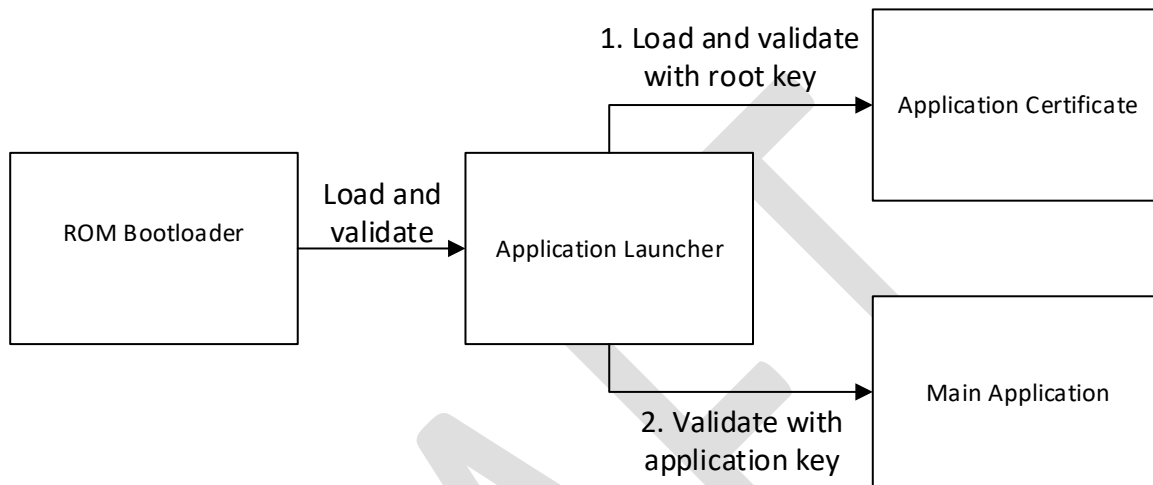 1. Load and validate
with root key
Application Certificate
ROM Bootloader
Load and
validate
Application Launcher
Main Application
2. Validate with
application key